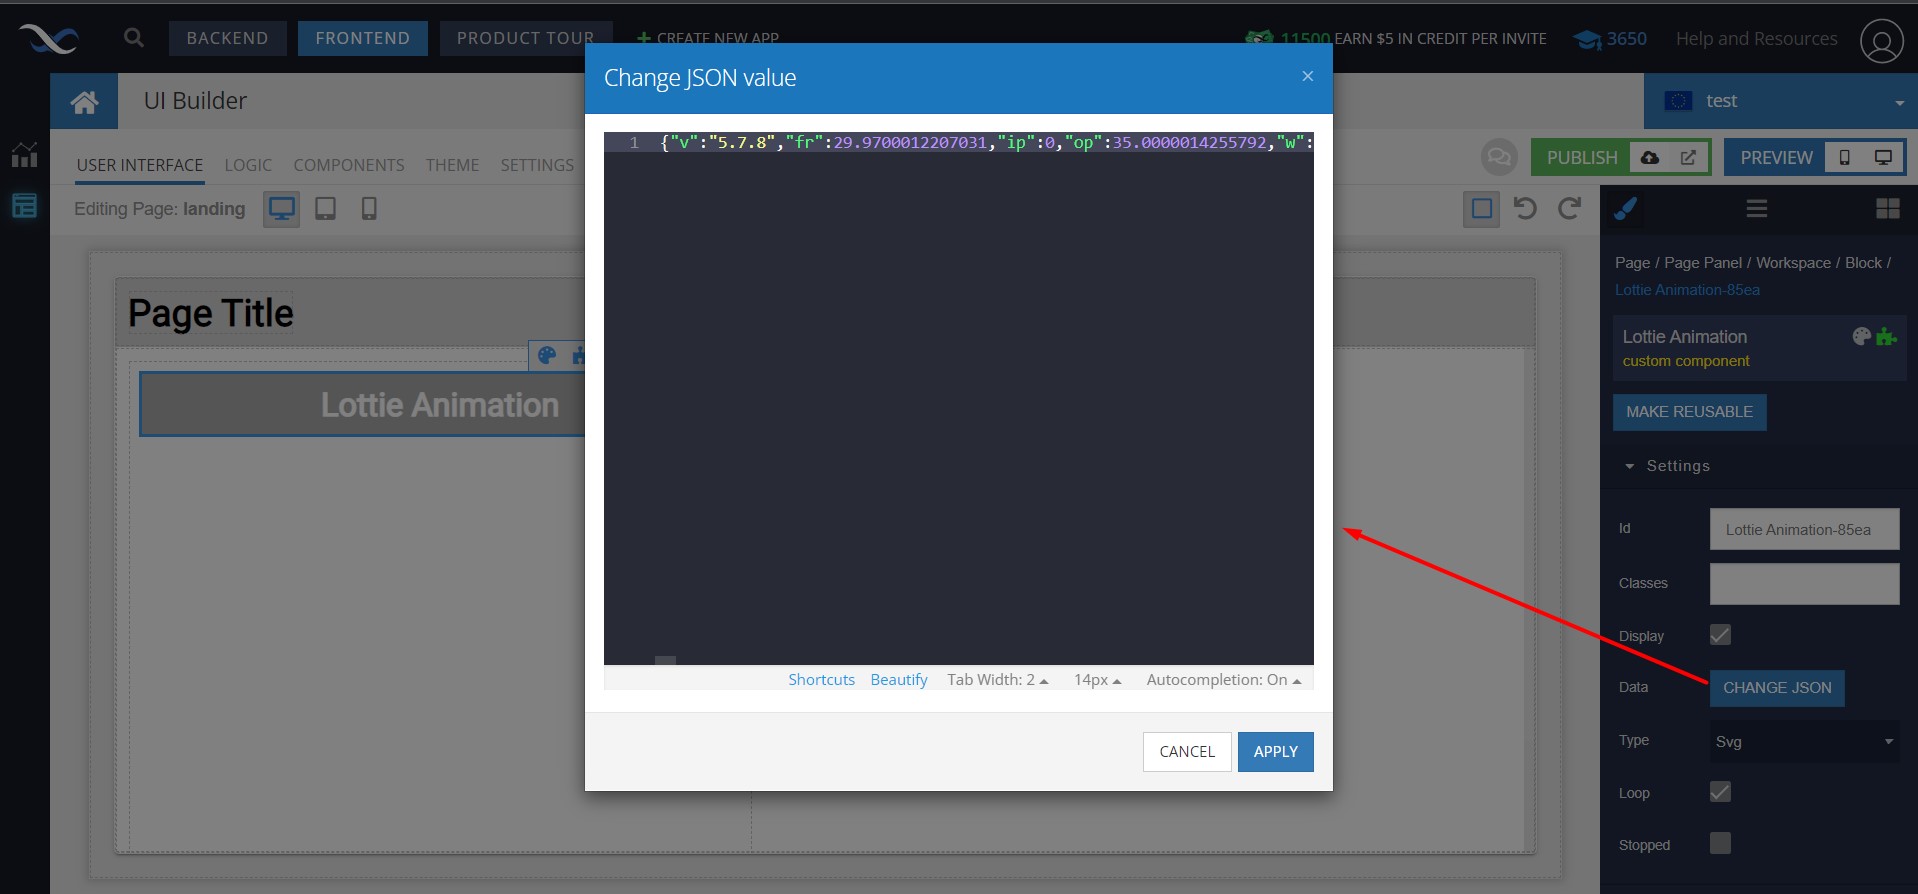 BACKEND
FRONTEND
PRODUCT TOUR
CREATE NEW APP
11500 EARN $5 IN CREDIT PER INVITE
3650
Help and Resources
UI Builder
test
USER INTERFACE
LOGIC
COMPONENTS
THEME
SETTINGS
PUBLISH
PREVIEW
Editing Page: landing
Page Title
Lottie Animation
Change JSON value
×
1 {"v":"5.7.8","fr":29.9700012207031,"ip":0,"op":35.0000014255792,"w":
Shortcuts
Beautify
Tab Width: 2
14px
Autocompletion: On
CANCEL
APPLY
Page / Page Panel / Workspace / Block /
Lottie Animation-85ea
Lottie Animation
custom component
MAKE REUSABLE
Settings
Id
Lottie Animation-85ea
Classes
Display
Data
CHANGE JSON
Type
Svg
Loop
Stopped